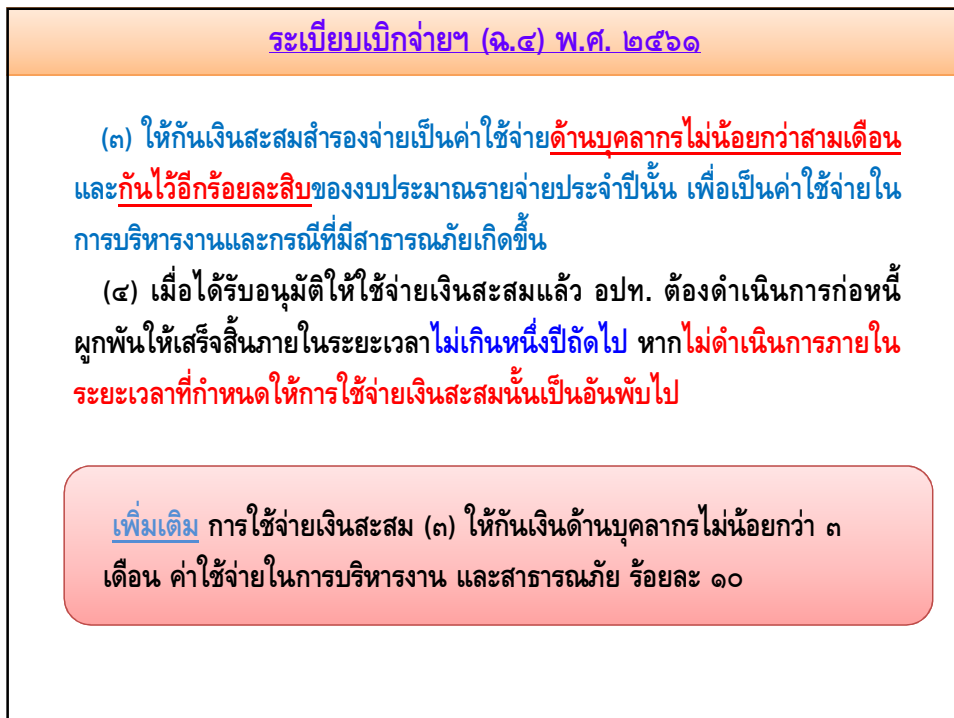 ระเบียบเบิกจ่ายฯ (ฉ.๔) พ.ศ. ๒๕๖๑
(๓) ให้กันเงินสะสมสำรองจ่ายเป็นค่าใช้จ่ายด้านบุคลากรไม่น้อยกว่าสามเดือน
และกันไว้อีกร้อยละสิบของงบประมาณรายจ่ายประจำปีนั้น เพื่อเป็นค่าใช้จ่ายใน
การบริหารงานและกรณีที่มีสาธารณภัยเกิดขึ้น
(๔) เมื่อได้รับอนุมัติให้ใช้จ่ายเงินสะสมแล้ว อปท. ต้องดำเนินการก่อหนี้
ผูกพันให้เสร็จสิ้นภายในระยะเวลาไม่เกินหนึ่งปีถัดไป หากไม่ดำเนินการภายใน
ระยะเวลาที่กำหนดให้การใช้จ่ายเงินสะสมนั้นเป็นอันพับไป
เพิ่มเติม การใช้จ่ายเงินสะสม (๓) ให้กันเงินด้านบุคลากรไม่น้อยกว่า ๓
เดือน ค่าใช้จ่ายในการบริหารงาน และสาธารณภัย ร้อยละ ๑๐